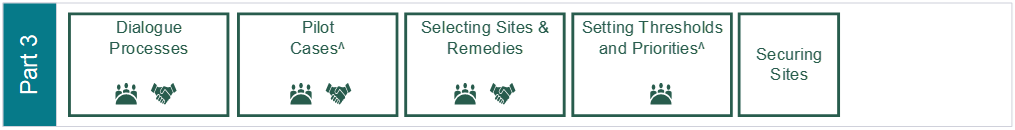 Part 3
Dialogue
Processes
Pilot
Cases^
Selecting Sites &
Remedies
Setting Thresholds
and Priorities^
Securing
Sites